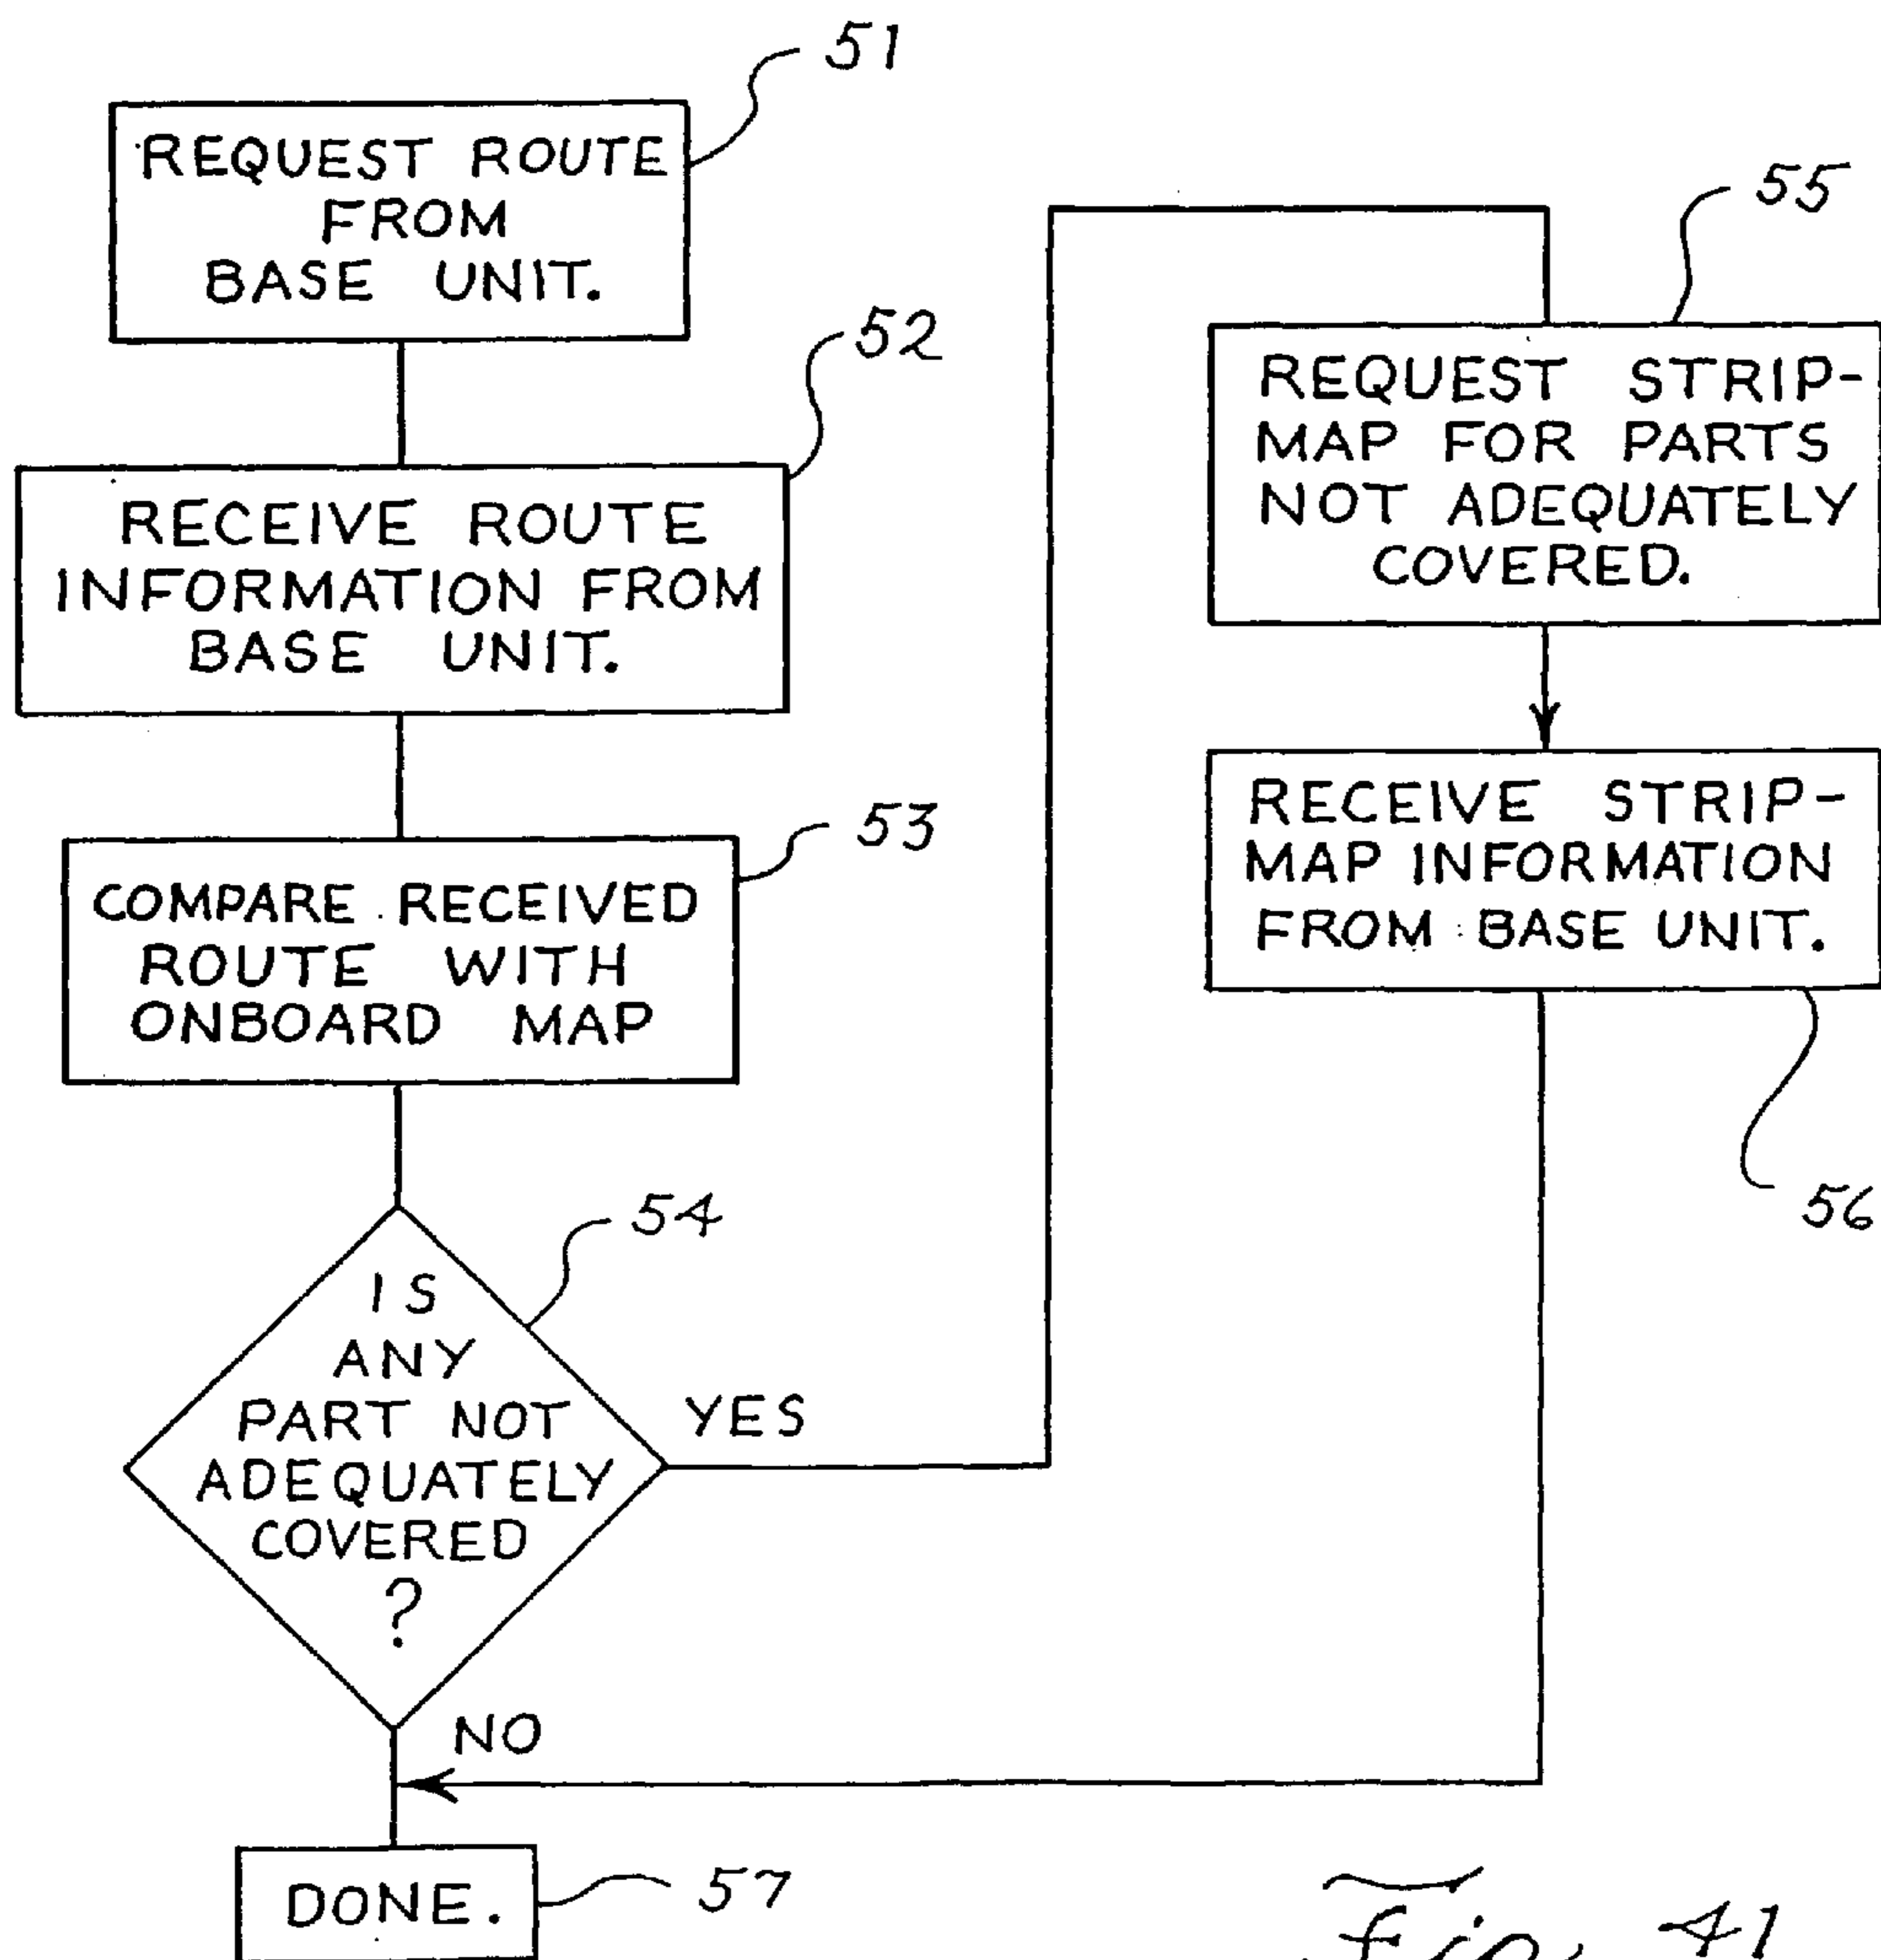 51
REQUEST ROUTE
FROM
BASE UNIT.
52
RECEIVE ROUTE
INFORMATION FROM
BASE UNIT.
53
COMPARE RECEIVED
ROUTE WITH
ONBOARD MAP
54
IS
ANY
PART NOT
ADEQUATELY
COVERED
?
YES
NO
55
REQUEST STRIP-
MAP FOR PARTS
NOT ADEQUATELY
COVERED.
RECEIVE STRIP-
MAP INFORMATION
FROM BASE UNIT.
56
DONE.
57
Fig. 41